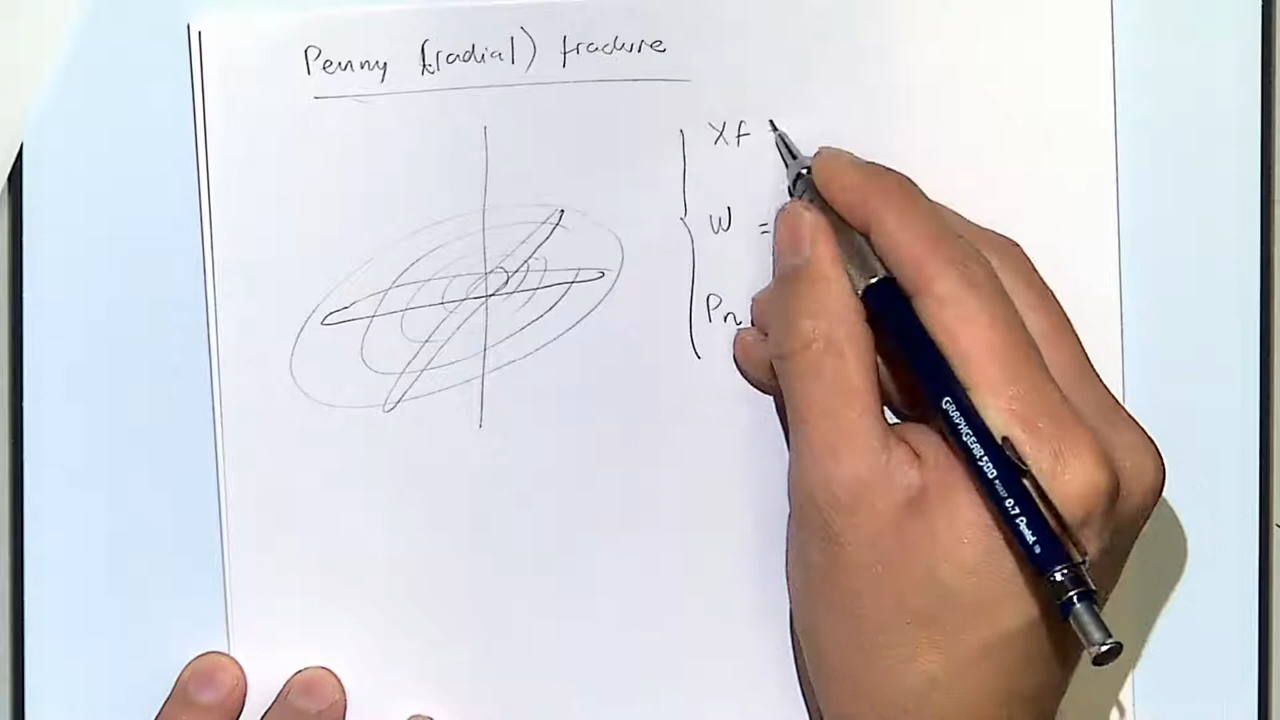 Penny (radial) fracture
Xf
W =
Pn
GRAPHGEAR 500 0.7 Pentel